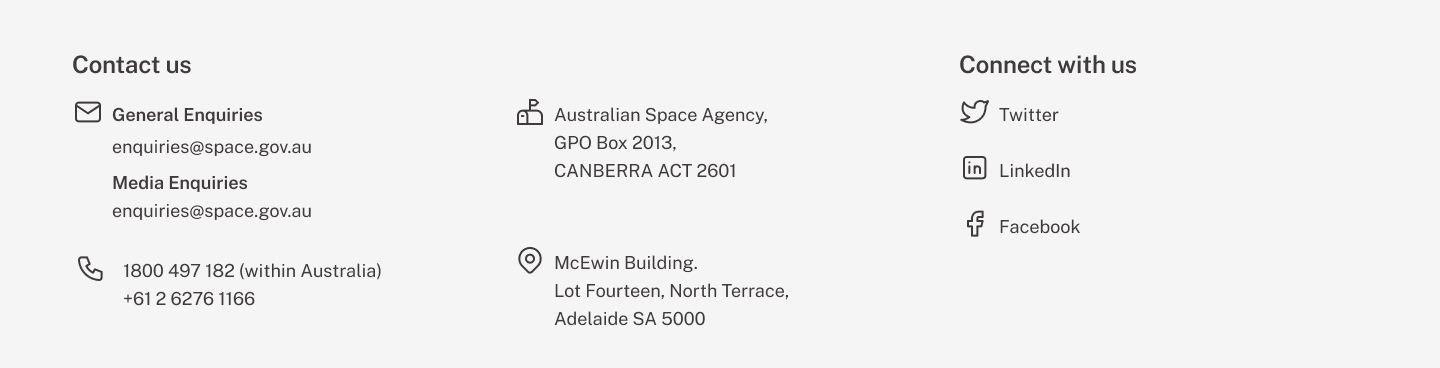 Contact us
General Enquiries
enquiries@space.gov.au
Media Enquiries
enquiries@space.gov.au
1800 497 182 (within Australia)
+61 2 6276 1166
Australian Space Agency,
GPO Box 2013,
CANBERRA ACT 2601
McEwin Building.
Lot Fourteen, North Terrace,
Adelaide SA 5000
Connect with us
Twitter
LinkedIn
Facebook